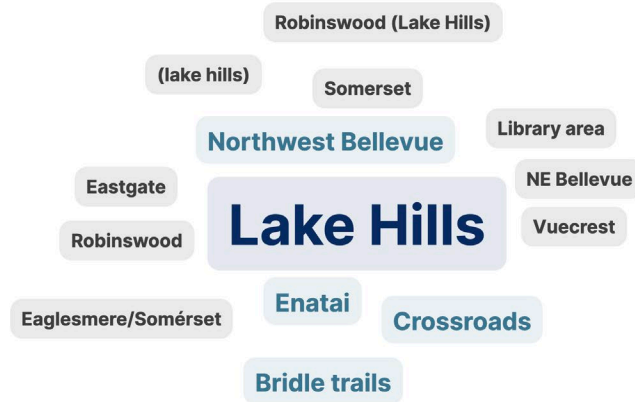 Robinswood (Lake Hills)
(lake hills)
Somerset
Northwest Bellevue
Library area
Eastgate
NE Bellevue
Lake Hills
Vuecrest
Robinswood
Enatai
Eaglesmere/Somérset
Crossroads
Bridle trails